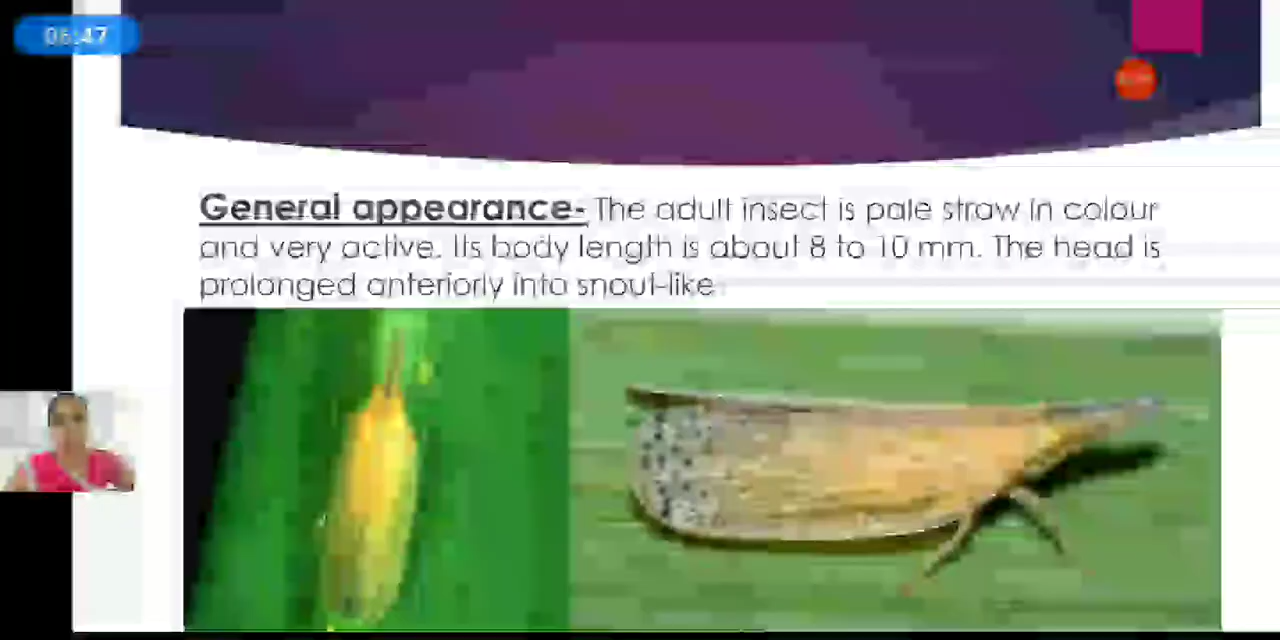 06:47
General appearance- The adult insect is pale straw in colour
and very active. Its body length is about 8 to 10 mm. The head is
prolonged anteriorly into snout-like